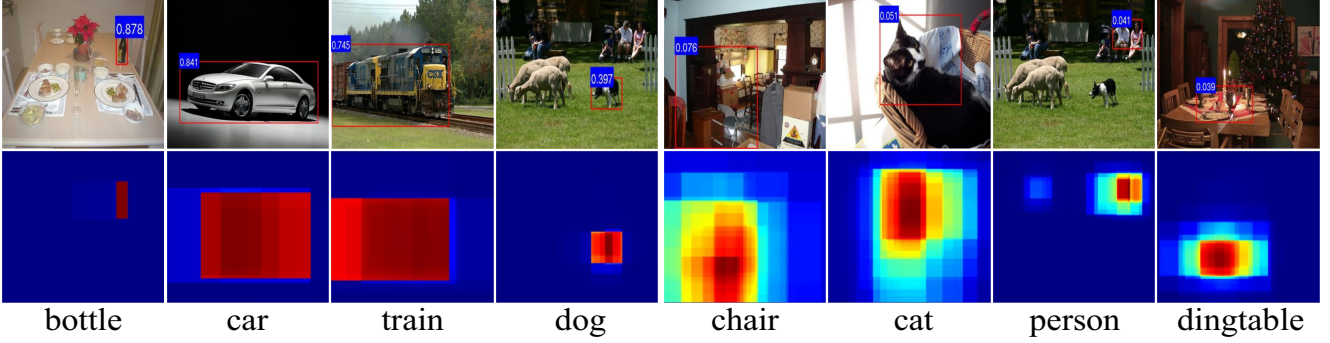 0.878
0.841
0.745
0.397
0.076
0.051
0.041
0.039
CSX
bottle
car
train
dog
chair
cat
person
dingtable